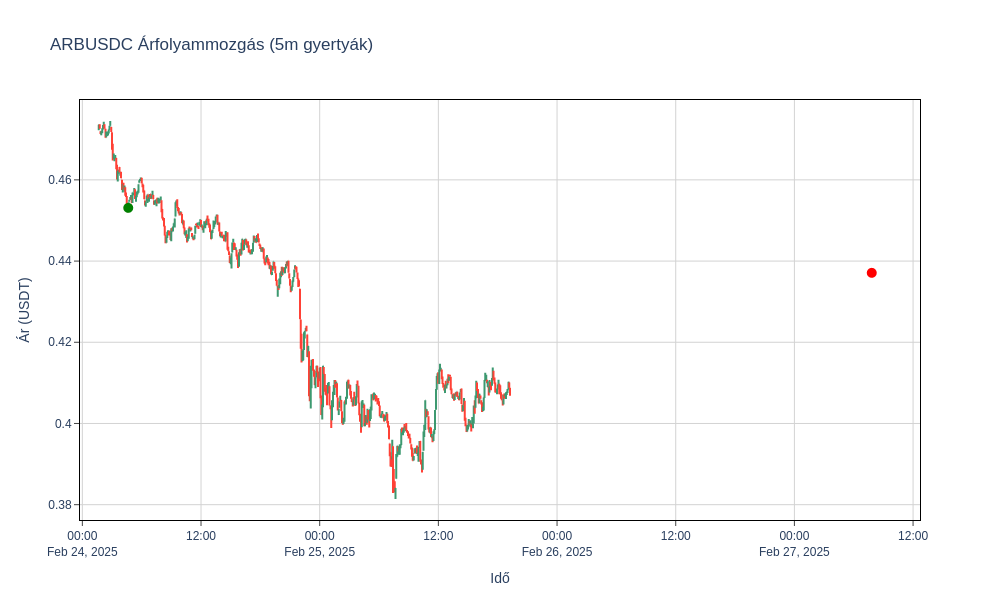 ARBUSDC Árfolyammozgás (5m gyertyák)
Ár (USDT)
0.46
0.44
0.42
0.4
0.38
00:00 12:00 00:00 12:00 00:00 12:00 00:00 12:00
Feb 24, 2025 Feb 25, 2025 Feb 26, 2025 Feb 27, 2025
Idő